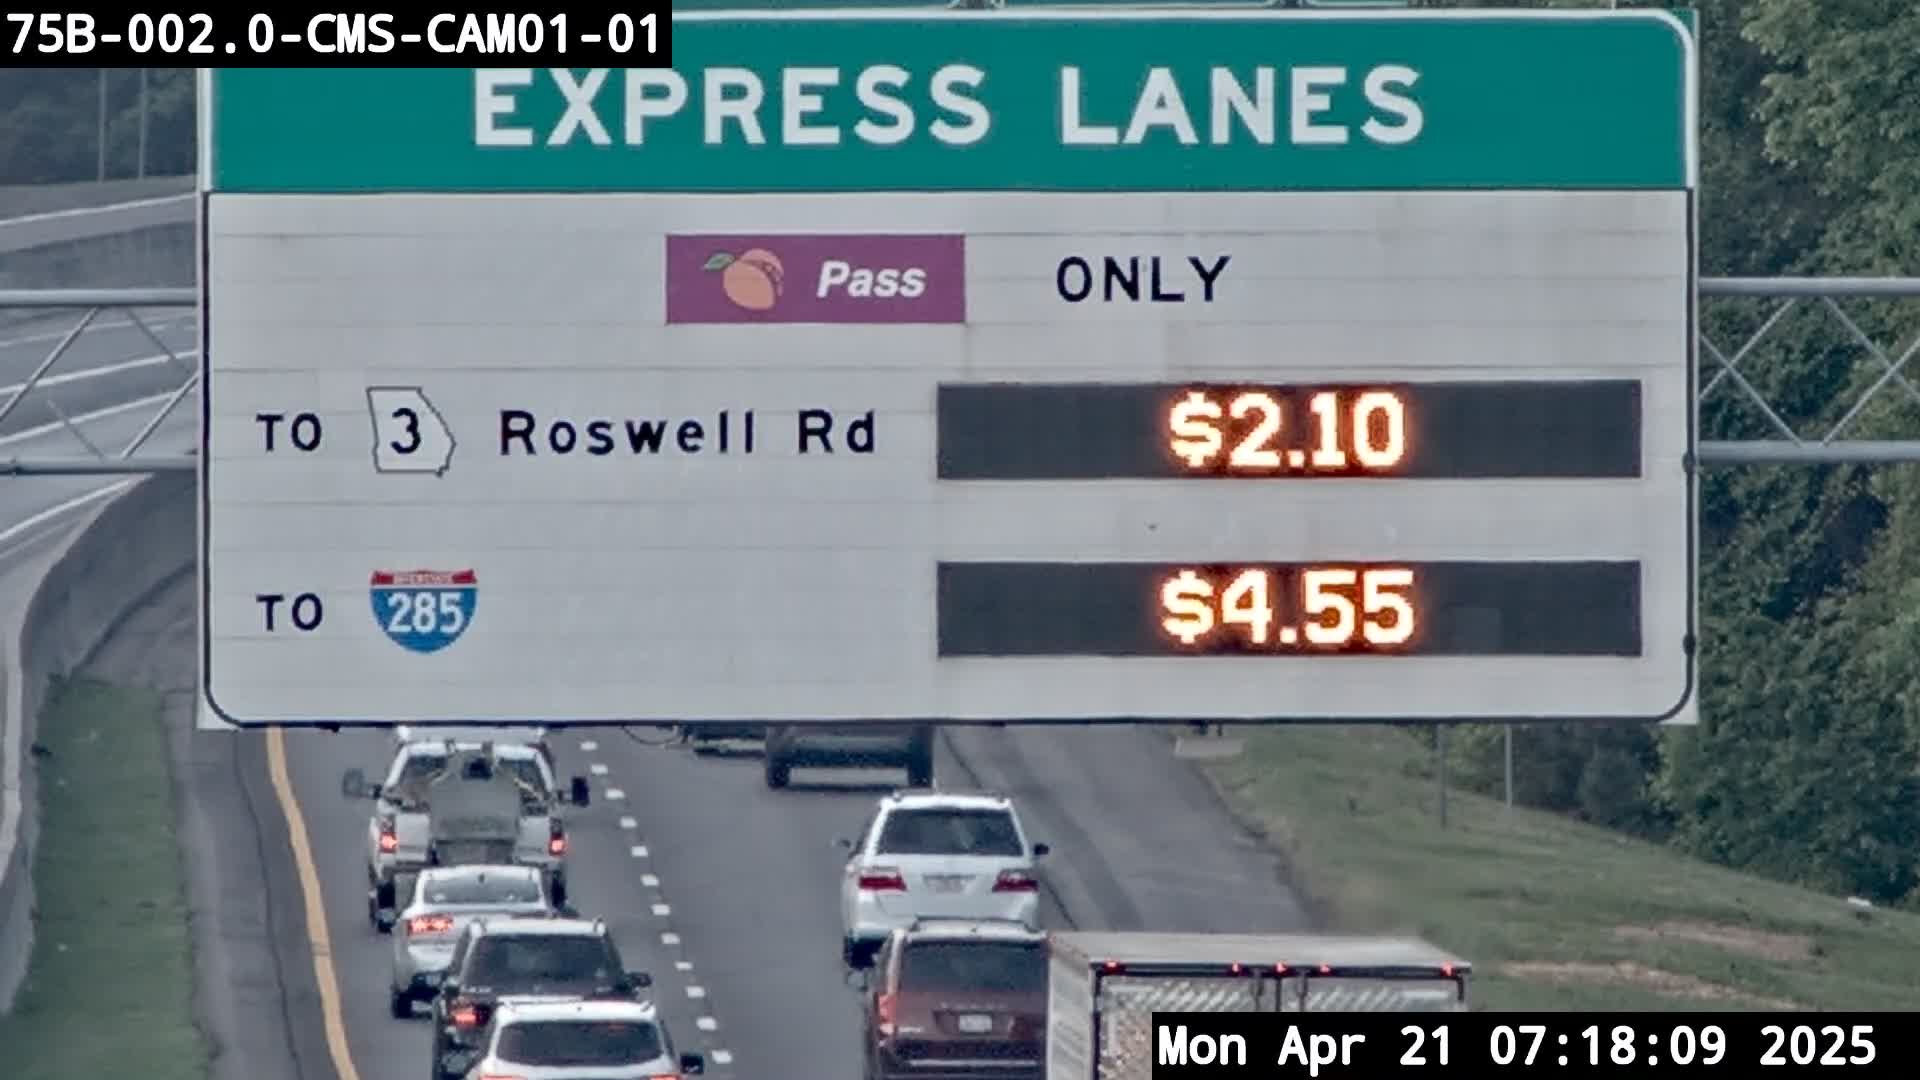 75B-002.0-CMS-CAM01-01
EXPRESS LANES
Pass ONLY
TO 3 Roswell Rd $2.10
TO 285 $4.55
Mon Apr 21 07:18:09 2025